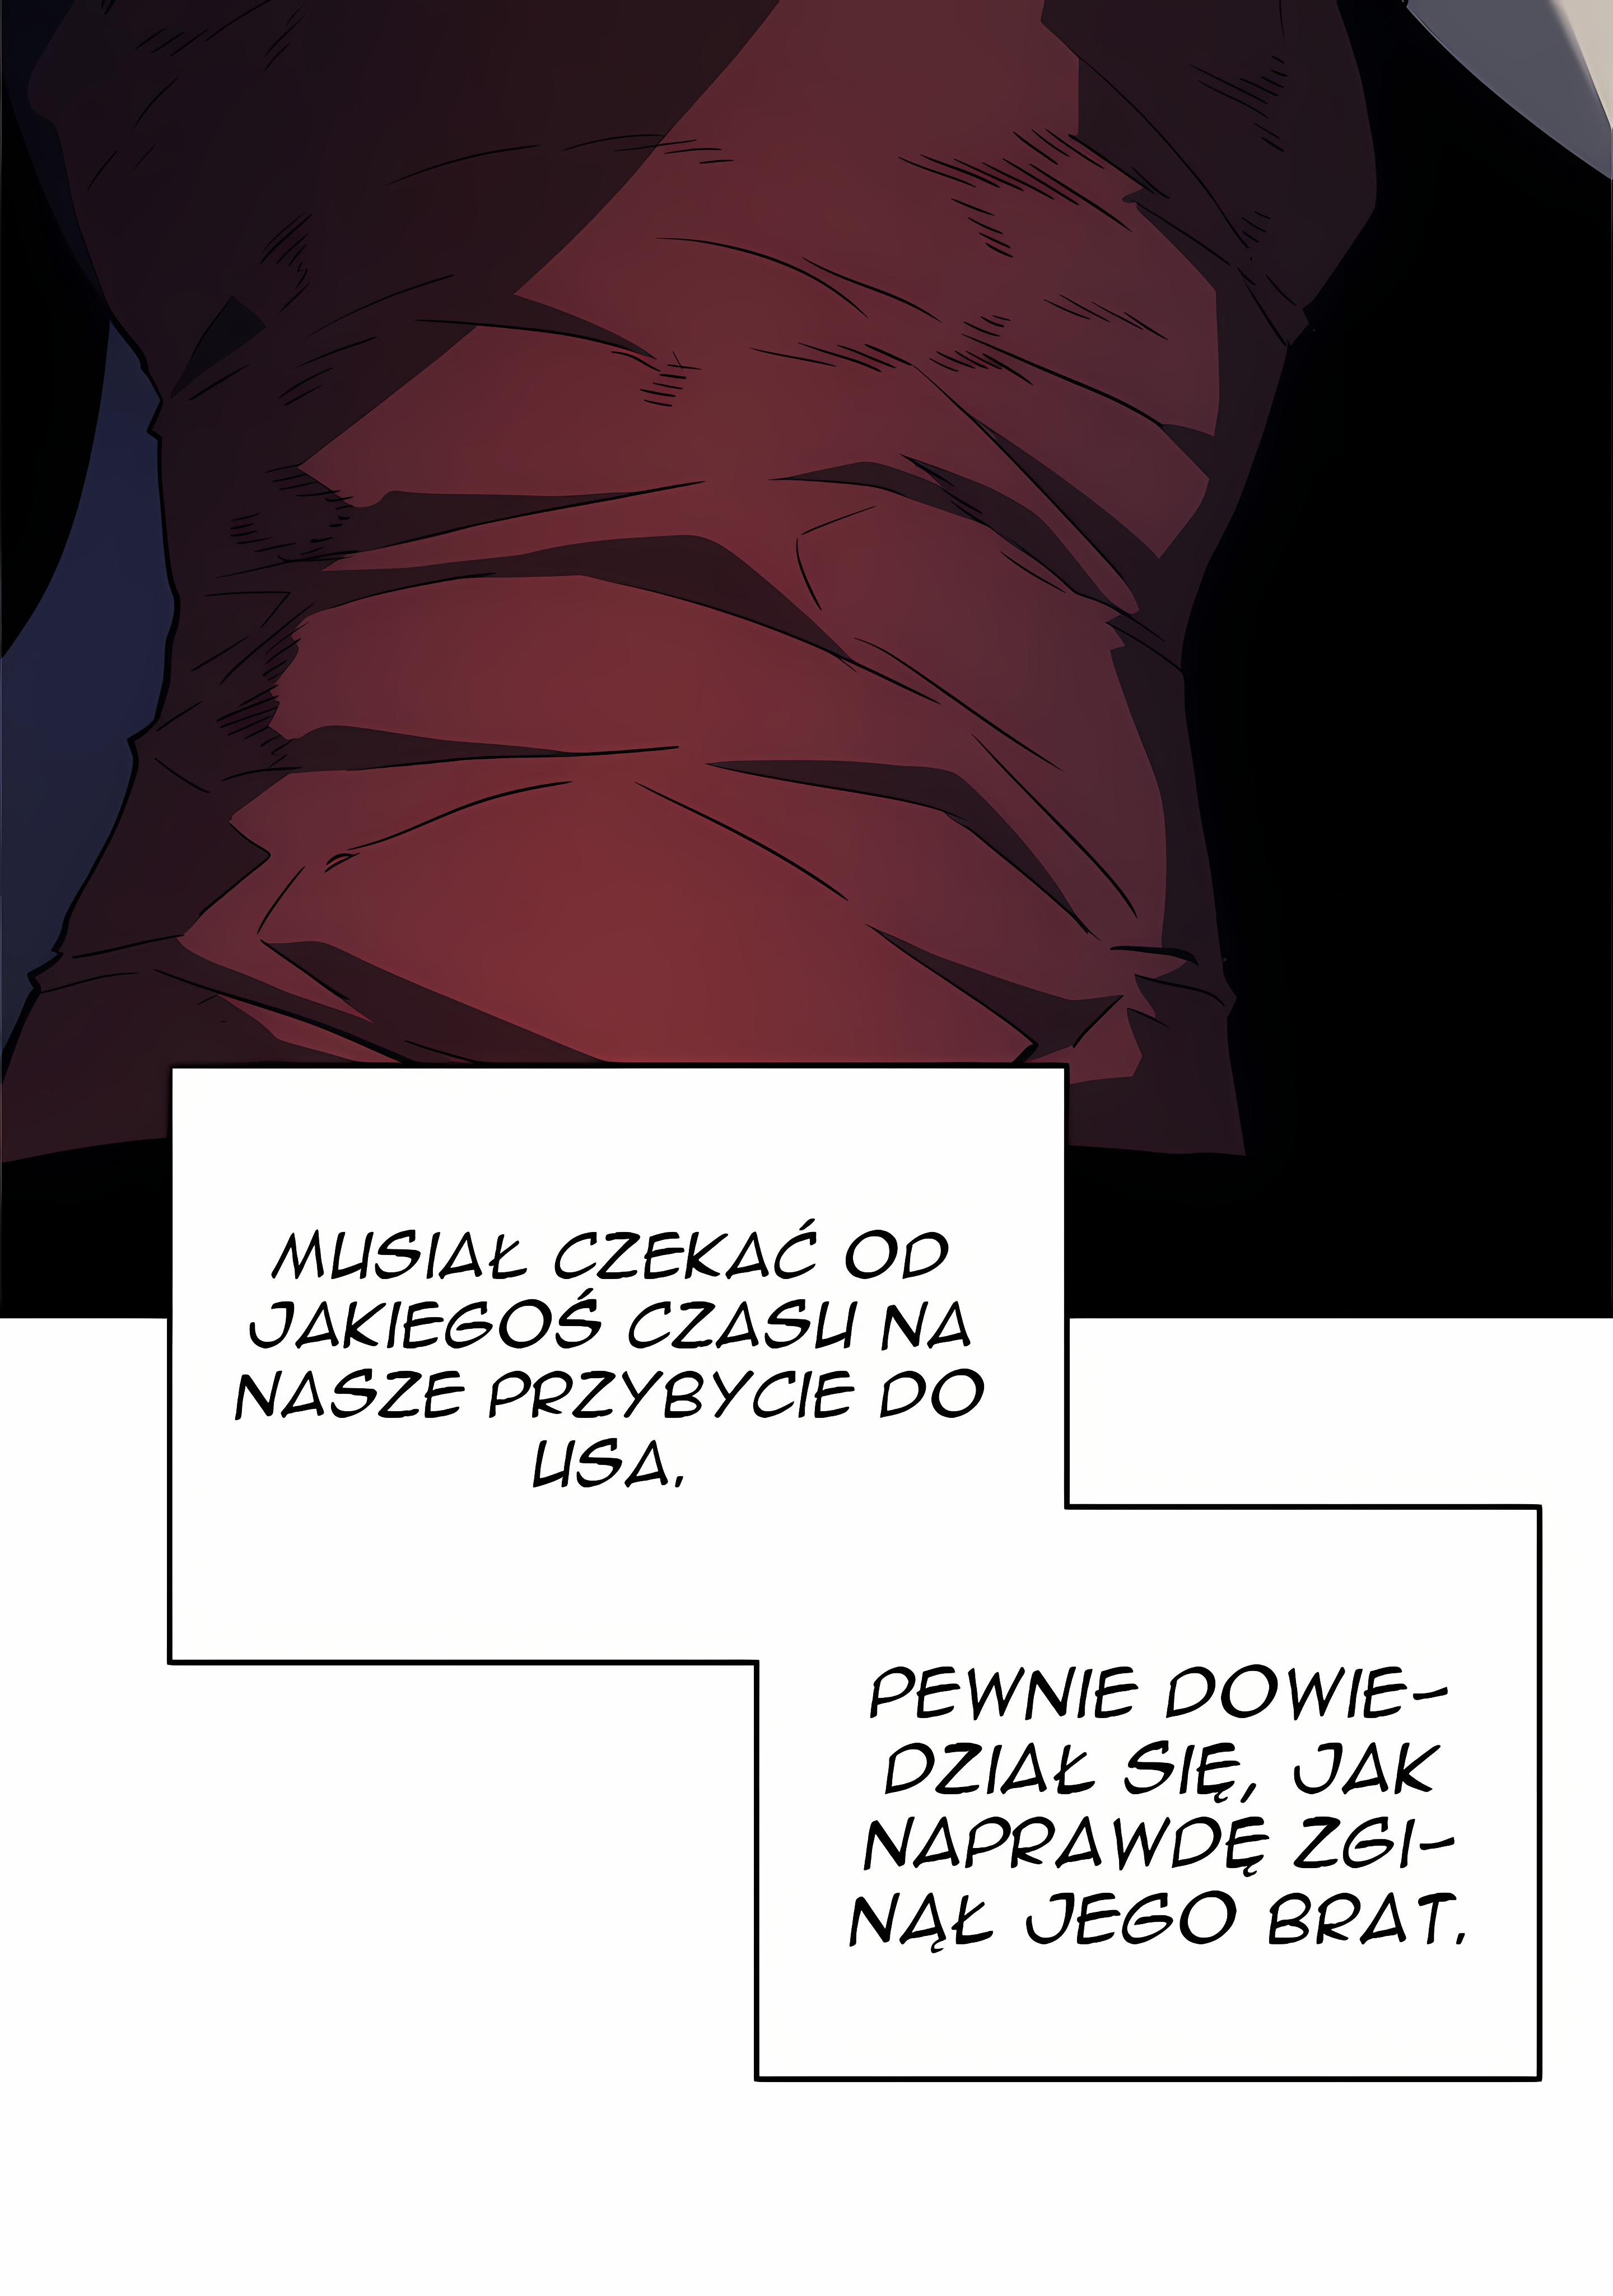 MUSIAŁ CZEKAĆ OD
JAKIEGOŚ CZASU NA
NASZE PRZYBYCIE DO
USA.
PEWNIE DOWIE-
DZIAŁ SIĘ, JAK
NAPRAWDĘ ZGI-
NĄŁ JEGO BRAT.